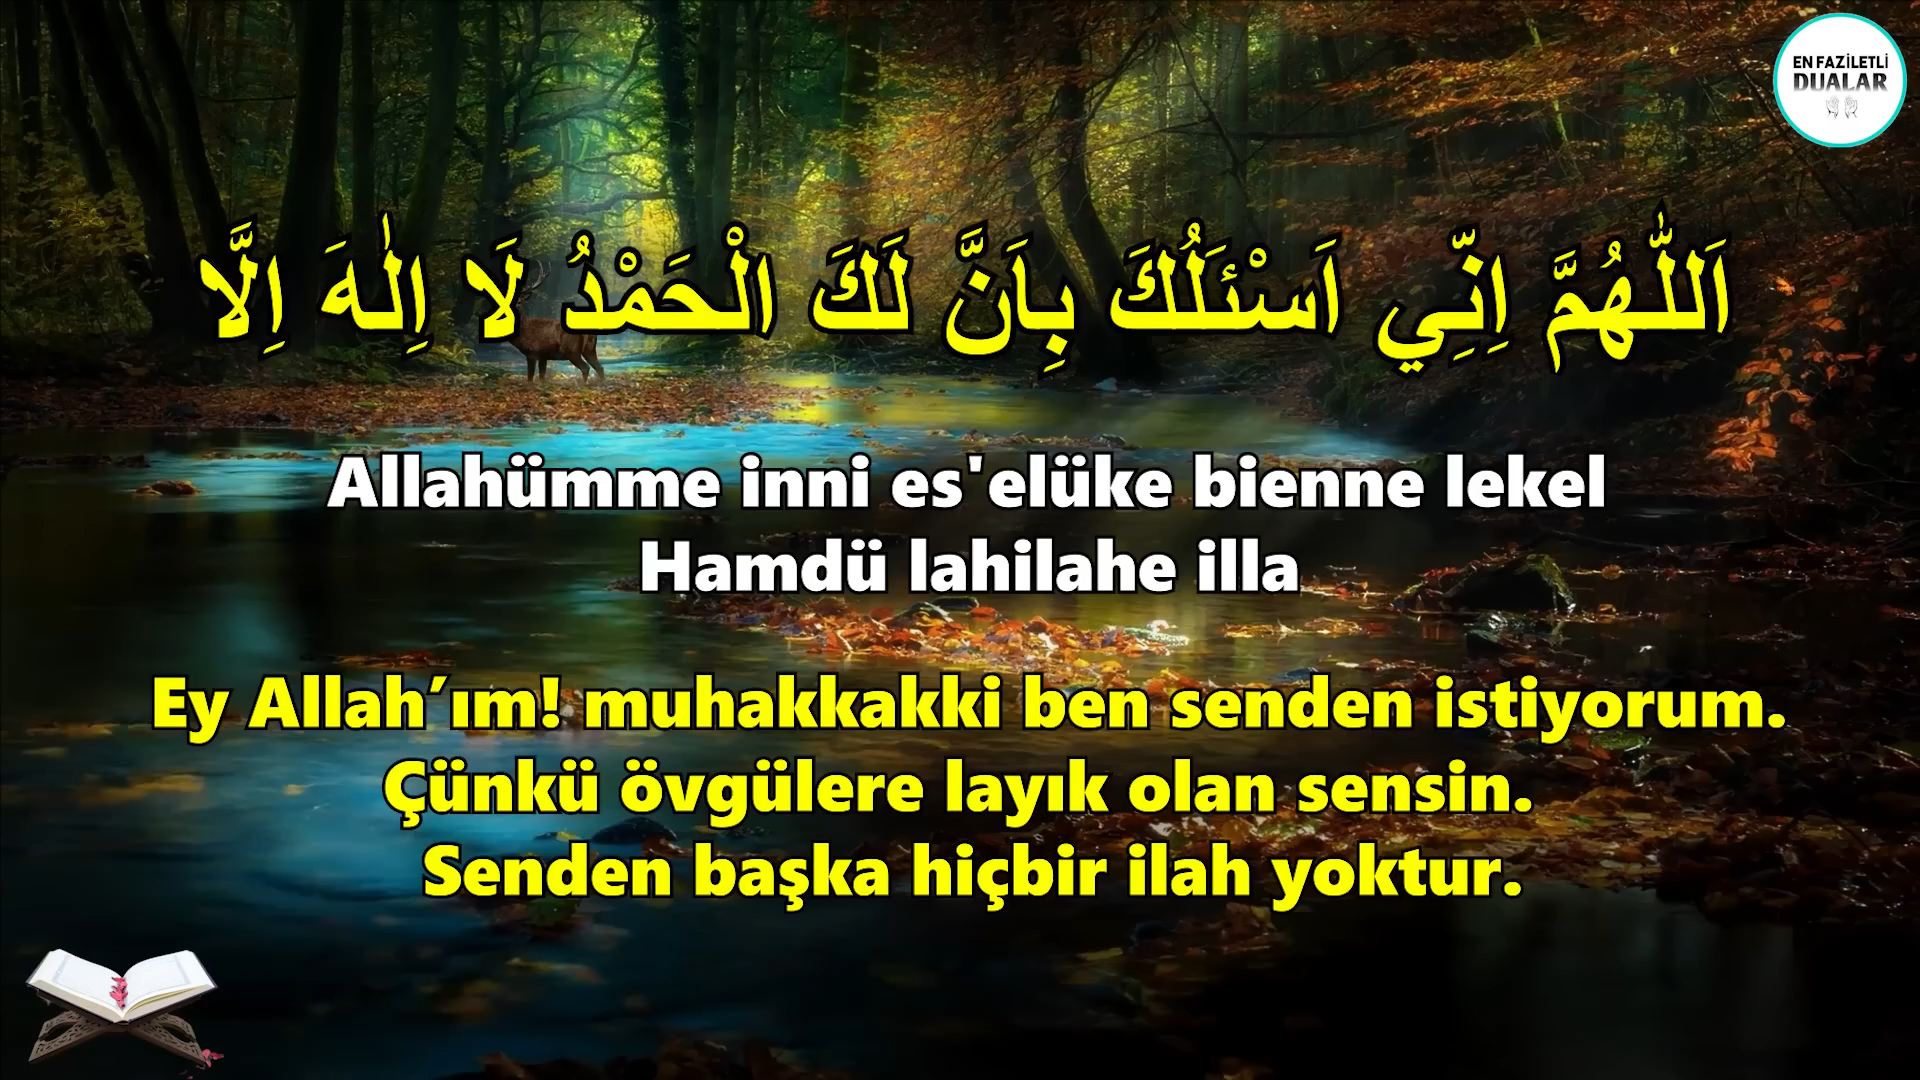 EN FAZİLETLİ
DUALAR
اَللّٰهُمَّ اِنِّي اَسْئَلُكَ بِاَنَّ لَكَ الْحَمْدُ لَا اِلٰهَ اِلَّا
Allahümme inni es'elüke bienne lekel
Hamdü lahilahe illa
Ey Allah’ım! muhakkakki ben senden istiyorum.
Çünkü övgülere layık olan sensin.
Senden başka hiçbir ilah yoktur.